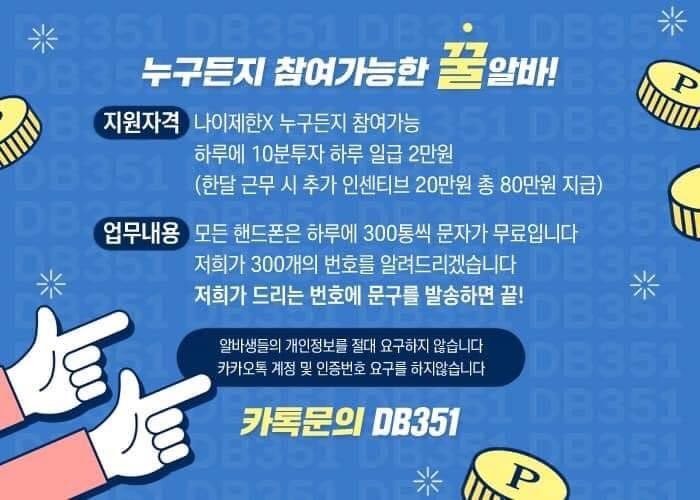 누구든지 참여가능한 꿀알바!
지원자격 나이제한X 누구든지 참여가능
하루에 10분투자 하루 일급 2만원
(한달 근무 시 추가 인센티브 20만원 총 80만원 지급)
업무내용 모든 핸드폰은 하루에 300통씩 문자가 무료입니다
저희가 300개의 번호를 알려드리겠습니다
저희가 드리는 번호에 문구를 발송하면 끝!
알바생들의 개인정보를 절대 요구하지 않습니다
카카오톡 계정 및 인증번호 요구를 하지않습니다
카톡문의 DB351